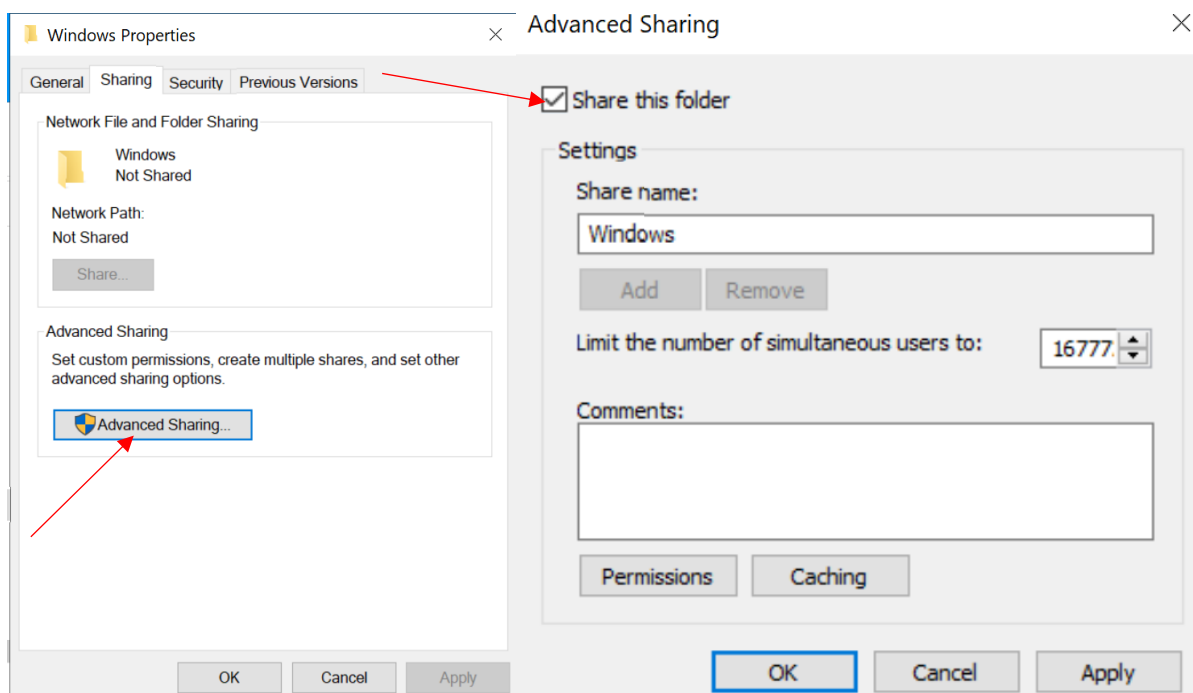 Windows Properties
General Sharing Security Previous Versions
Network File and Folder Sharing
Windows
Not Shared
Network Path:
Not Shared
Share...
Advanced Sharing
Set custom permissions, create multiple shares, and set other
advanced sharing options.
Advanced Sharing...
OK Cancel Apply
Advanced Sharing
Share this folder
Settings
Share name:
Windows
Add Remove
Limit the number of simultaneous users to:
16777
Comments:
Permissions Caching
OK Cancel Apply